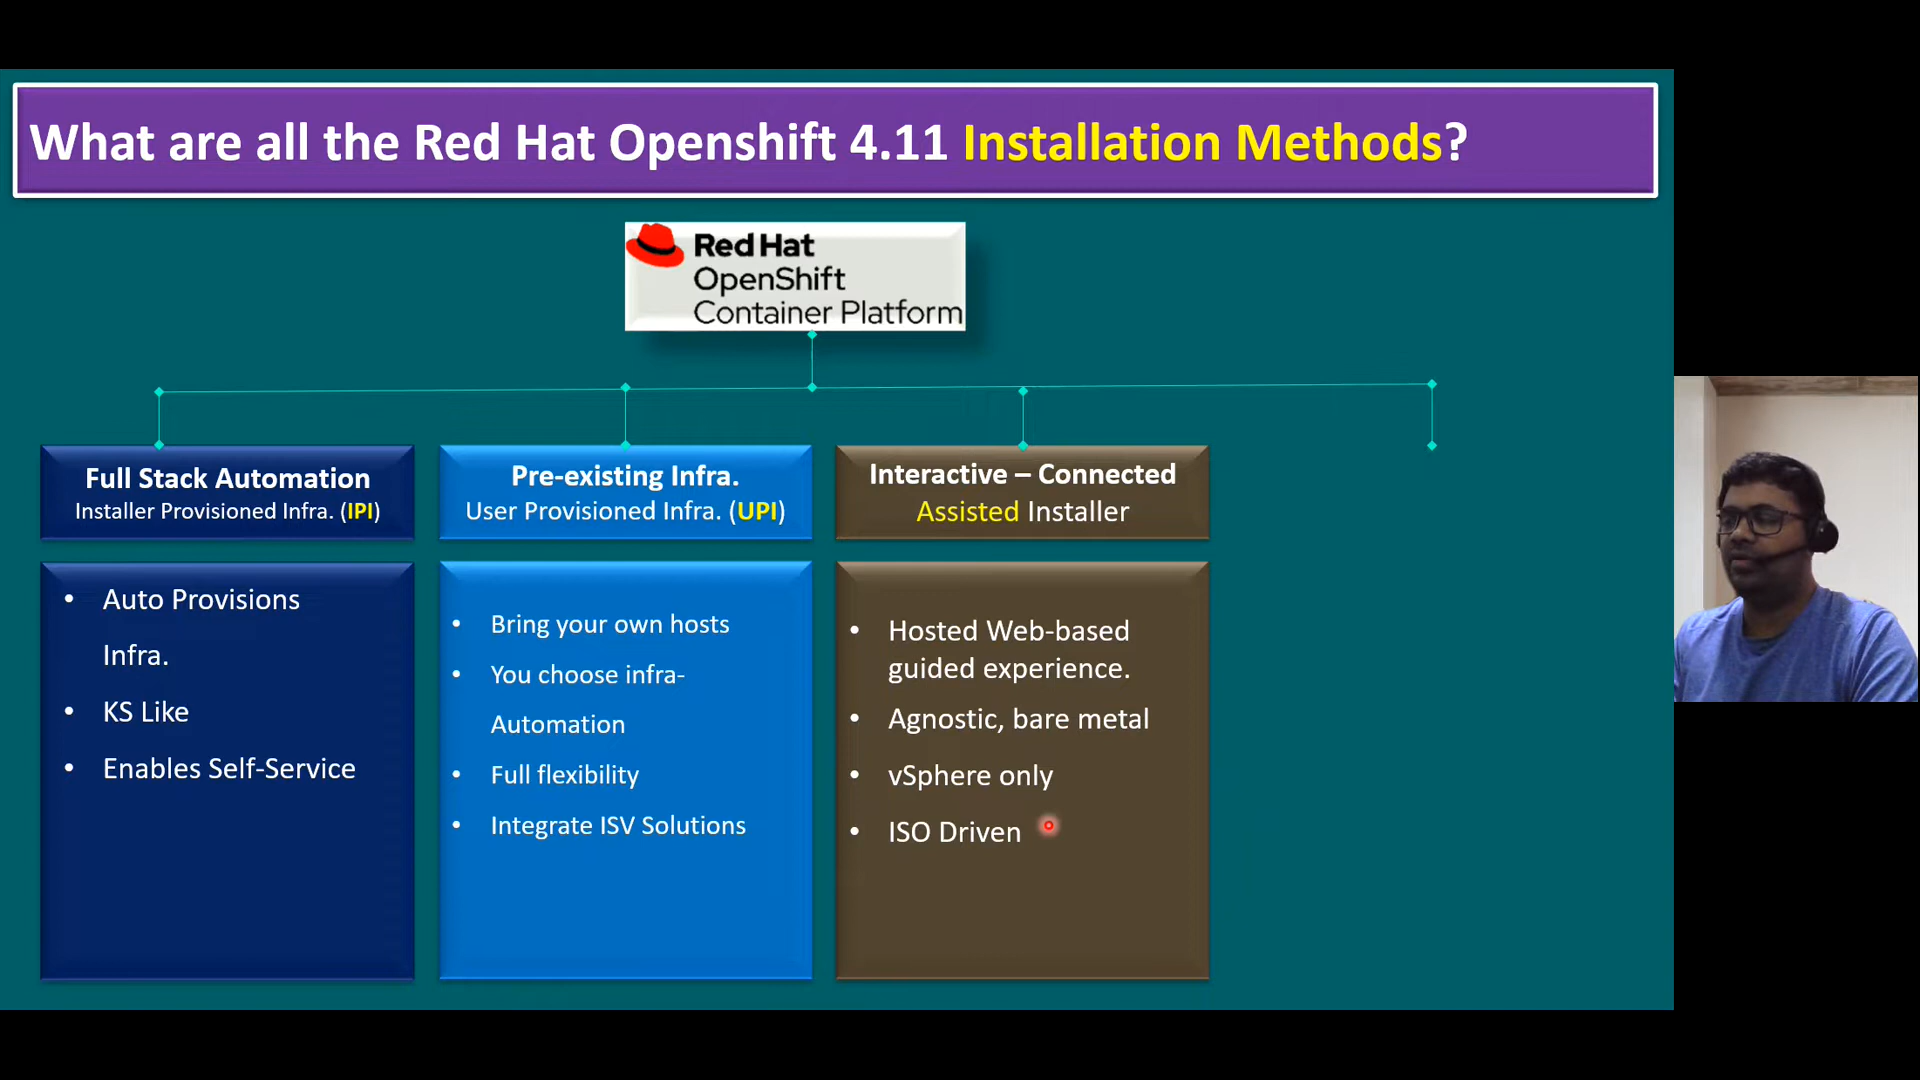 What are all the Red Hat Openshift 4.11 Installation Methods?
Red Hat
OpenShift
Container Platform
Full Stack Automation
Installer Provisioned Infra. (IPI)
• Auto Provisions
Infra.
• KS Like
• Enables Self-Service
Pre-existing Infra.
User Provisioned Infra. (UPI)
• Bring your own hosts
• You choose infra-
Automation
• Full flexibility
• Integrate ISV Solutions
Interactive – Connected
Assisted Installer
• Hosted Web-based
guided experience.
• Agnostic, bare metal
• vSphere only
• ISO Driven